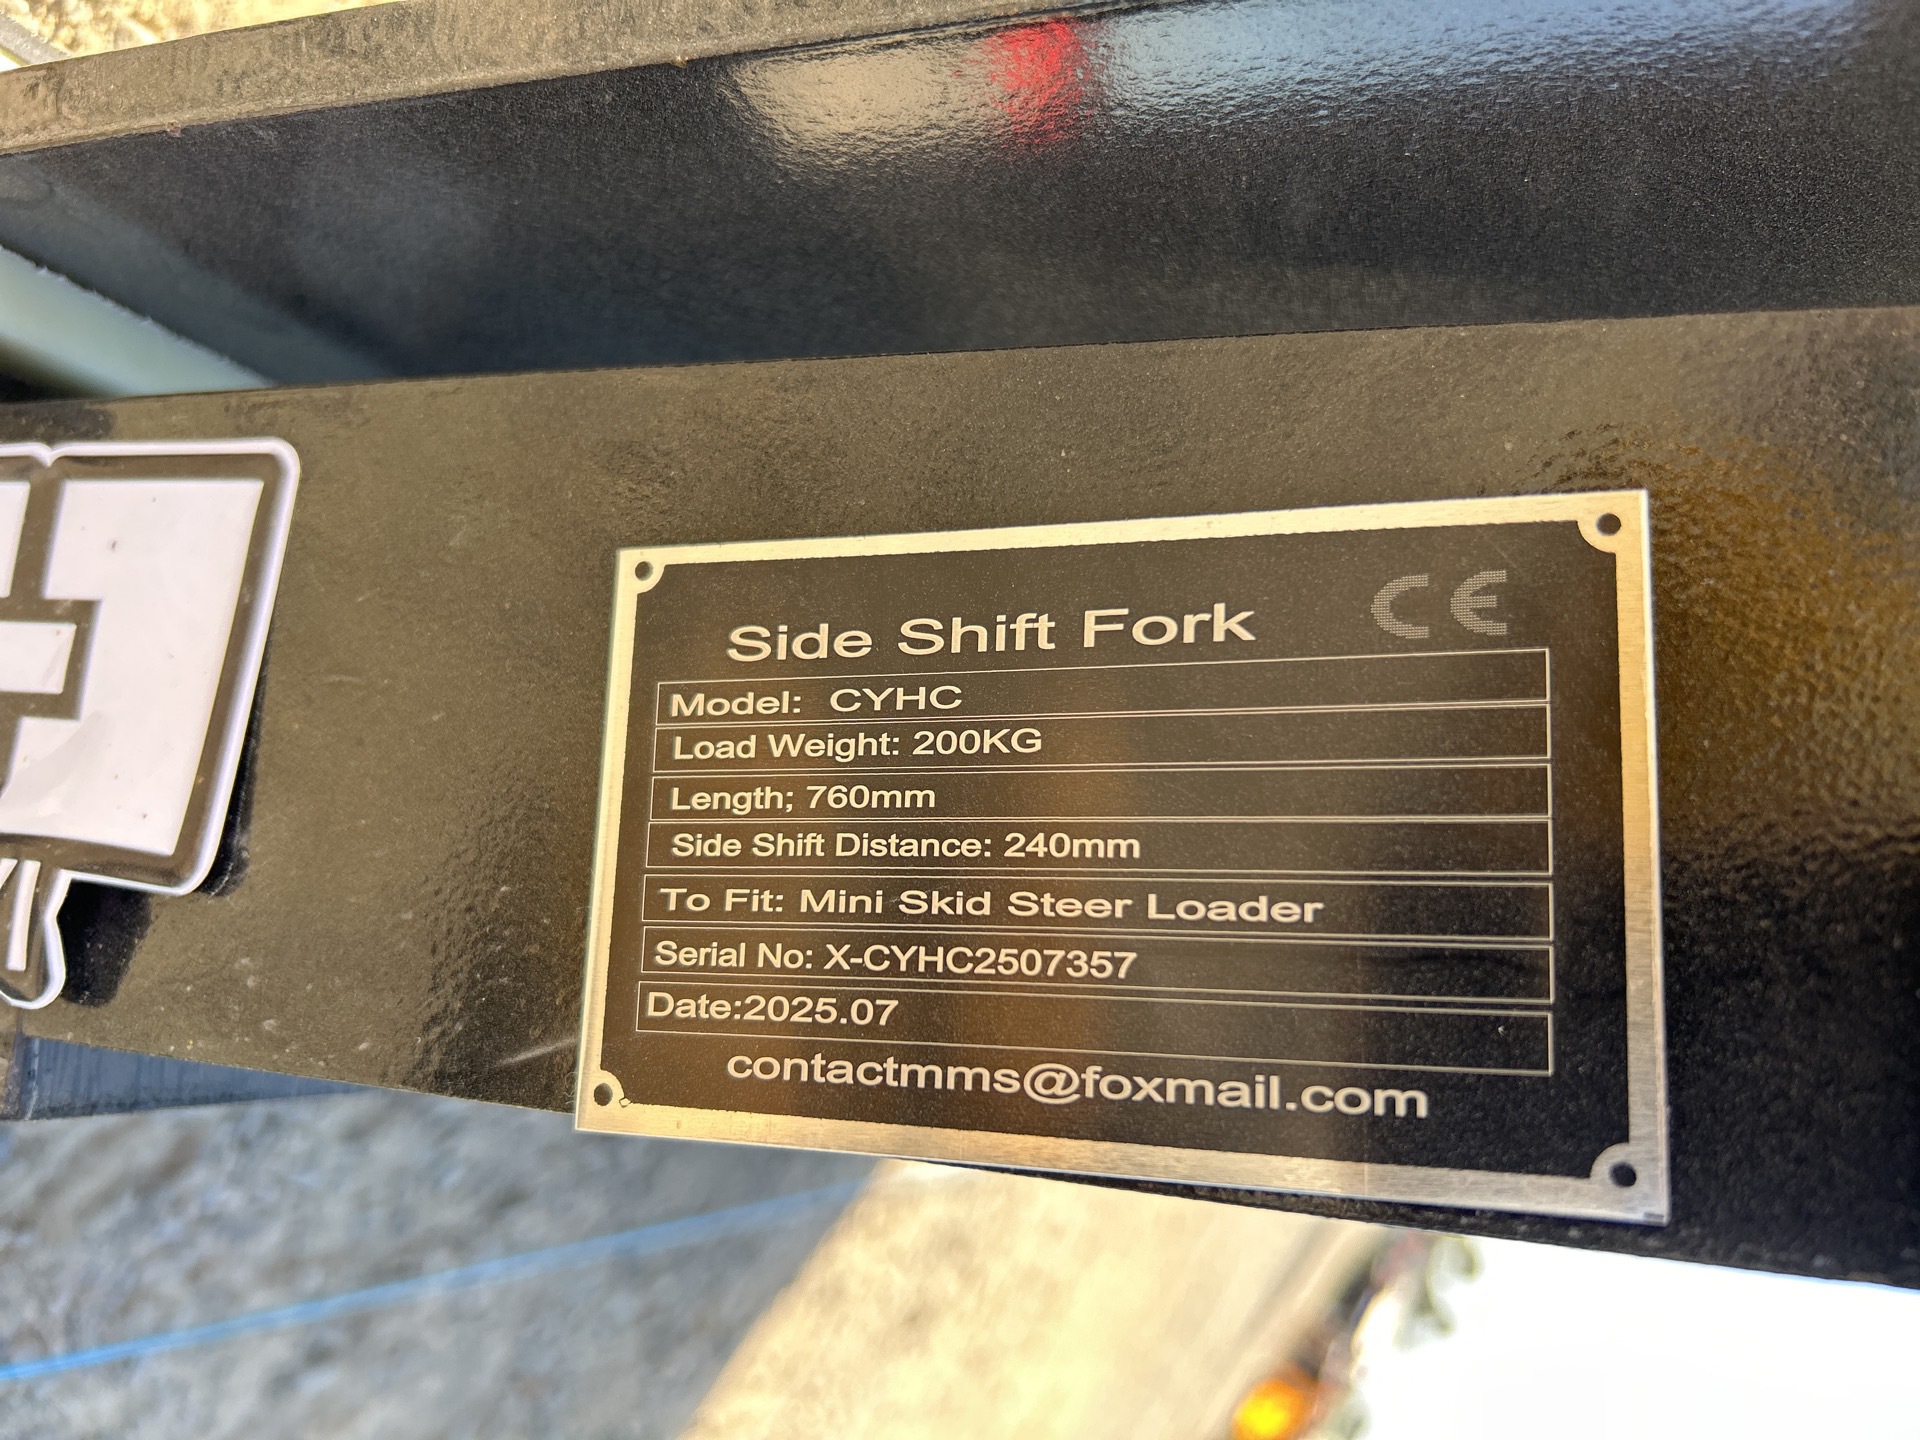 Side Shift Fork CE
Model: CYHC
Load Weight: 200KG
Length; 760mm
Side Shift Distance: 240mm
To Fit: Mini Skid Steer Loader
Serial No: X-CYHC2507357
Date:2025.07
contactmms@foxmail.com